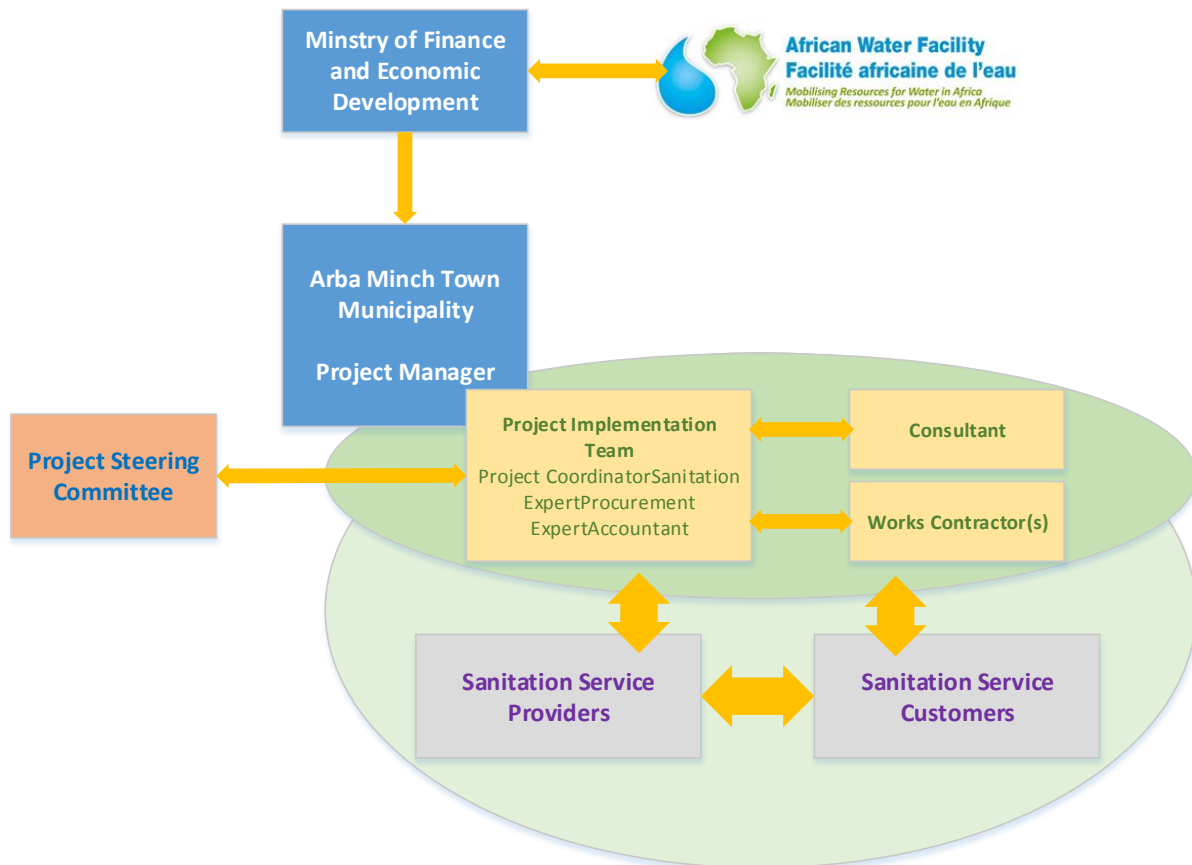 Minstry of Finance
and Economic
Development
African Water Facility
Facilité africaine de l'eau
Mobilising Resources for Water in Africa
Mobiliser des ressources pour l'eau en Afrique
Arba Minch Town
Municipality
Project Manager
Project Steering
Committee
Project Implementation
Team
Project CoordinatorSanitation
ExpertProcurement
ExpertAccountant
Consultant
Works Contractor(s)
Sanitation Service
Providers
Sanitation Service
Customers